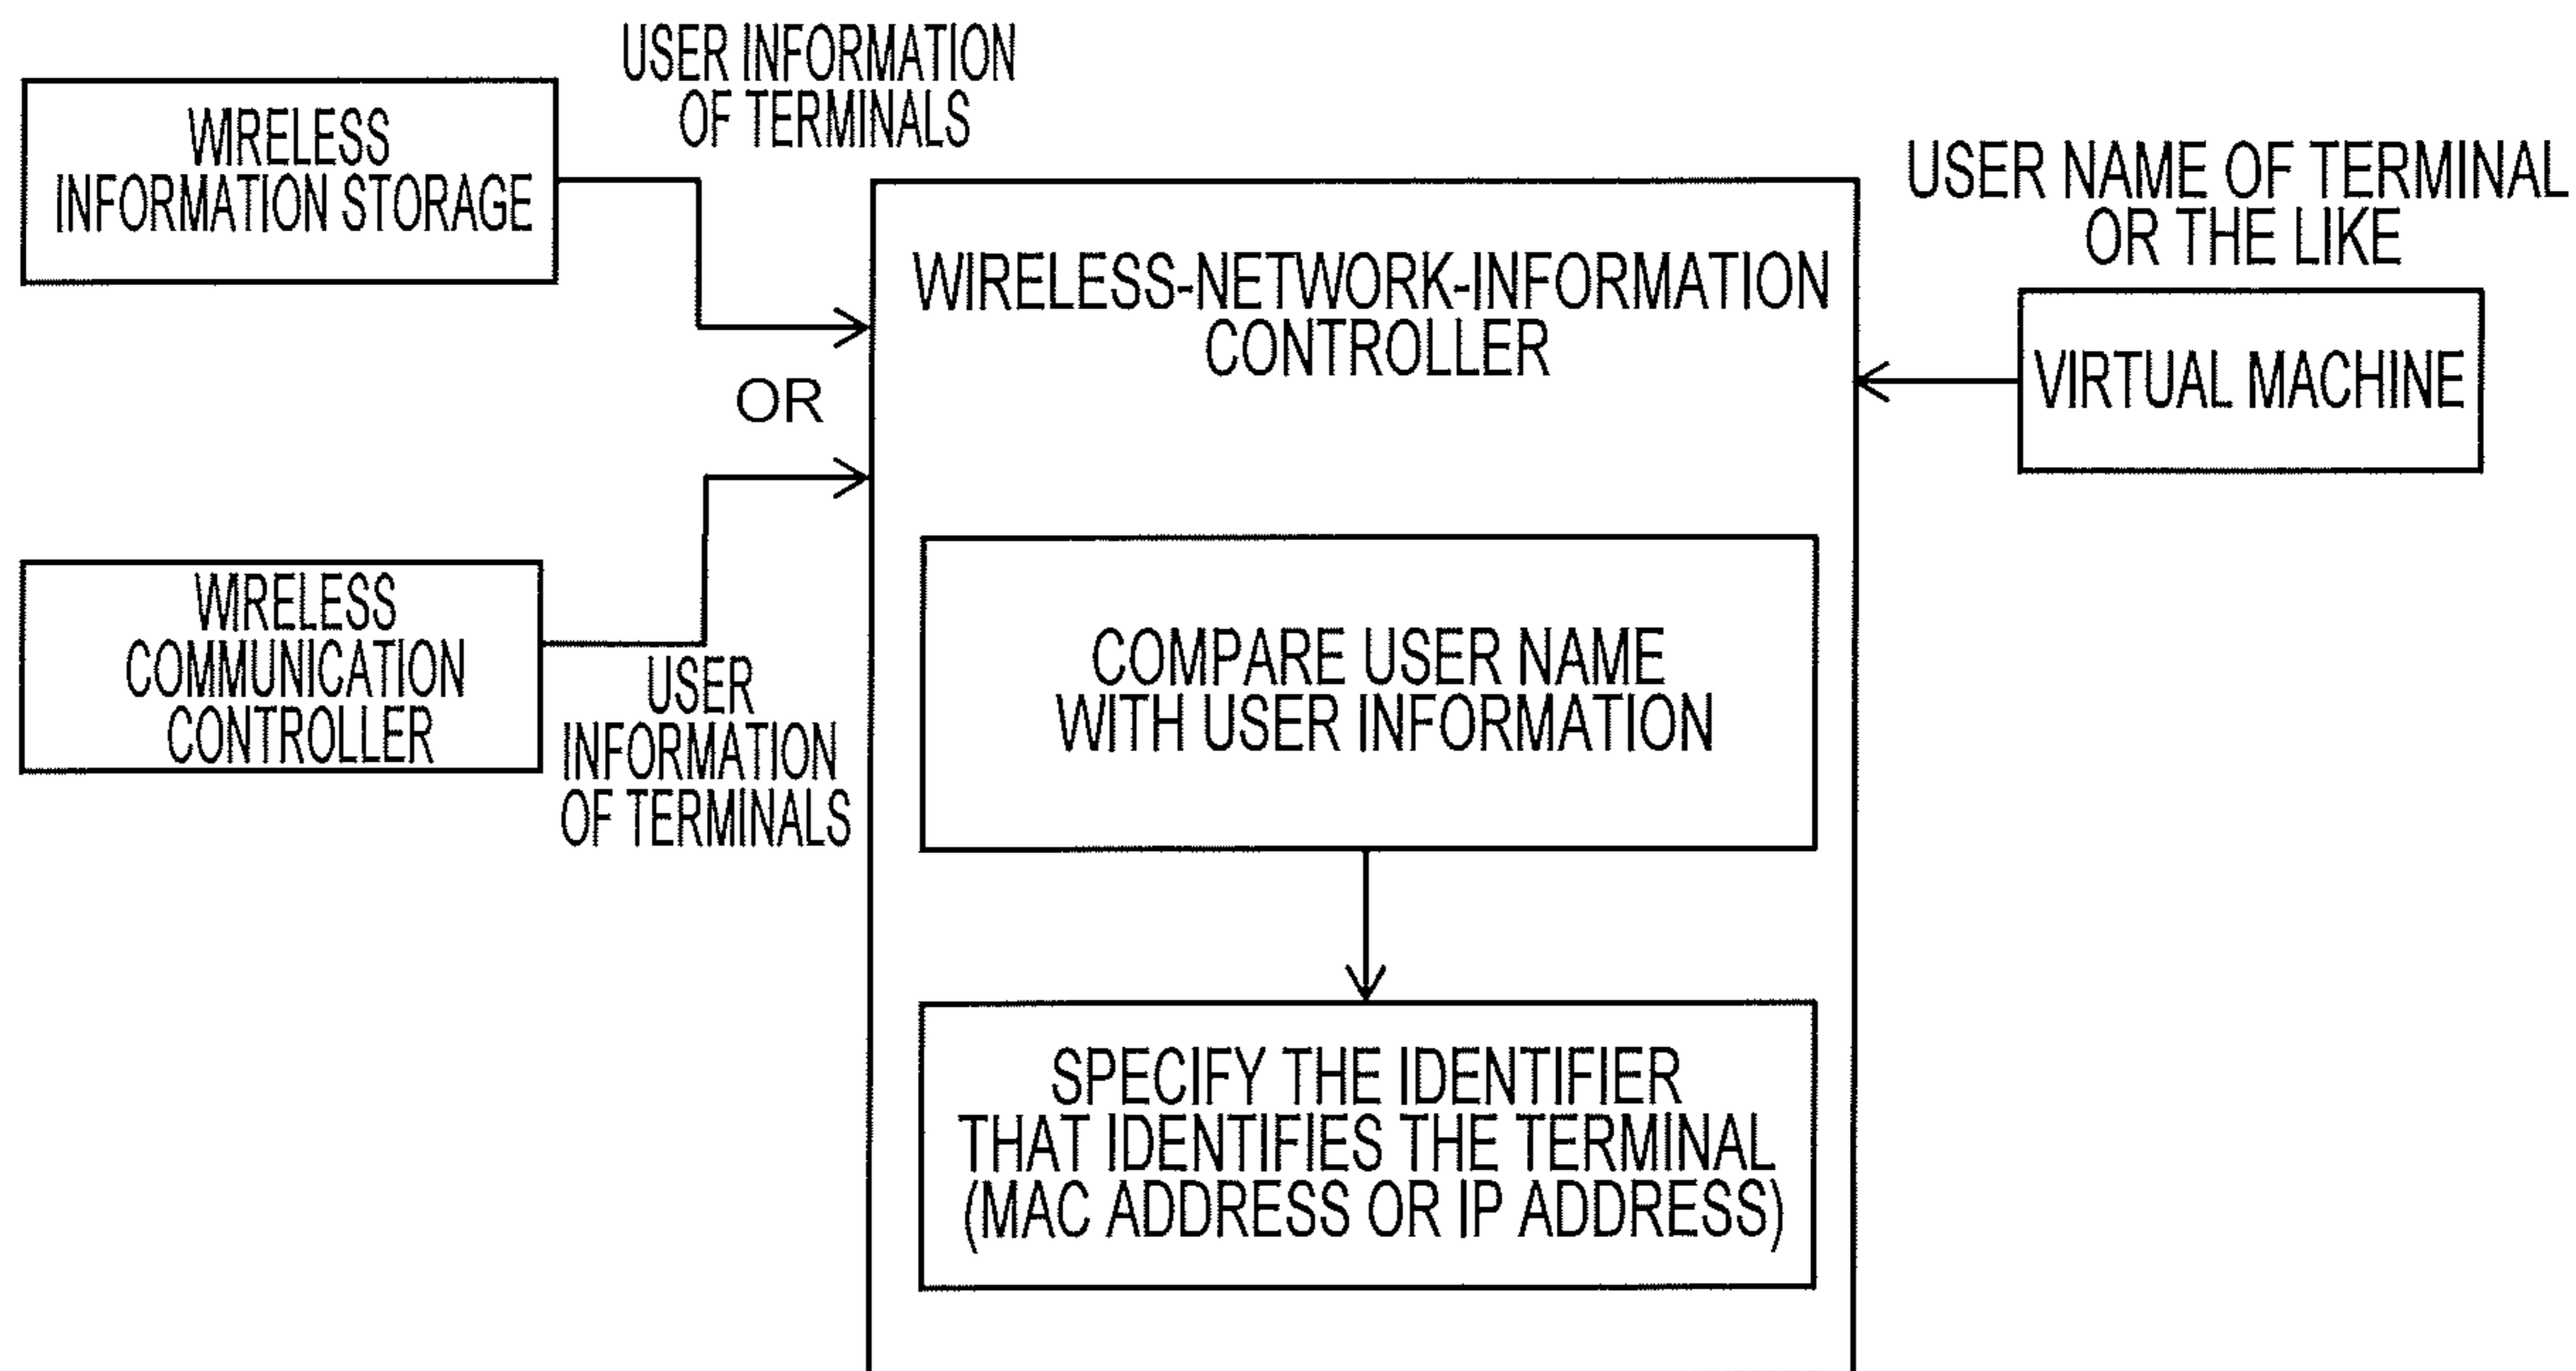 USER INFORMATION
OF TERMINALS
WIRELESS
INFORMATION STORAGE
USER NAME OF TERMINAL
OR THE LIKE
WIRELESS-NETWORK-INFORMATION
CONTROLLER
VIRTUAL MACHINE
OR
WIRELESS
COMMUNICATION
CONTROLLER
USER
INFORMATION
OF TERMINALS
COMPARE USER NAME
WITH USER INFORMATION
SPECIFY THE IDENTIFIER
THAT IDENTIFIES THE TERMINAL
(MAC ADDRESS OR IP ADDRESS)